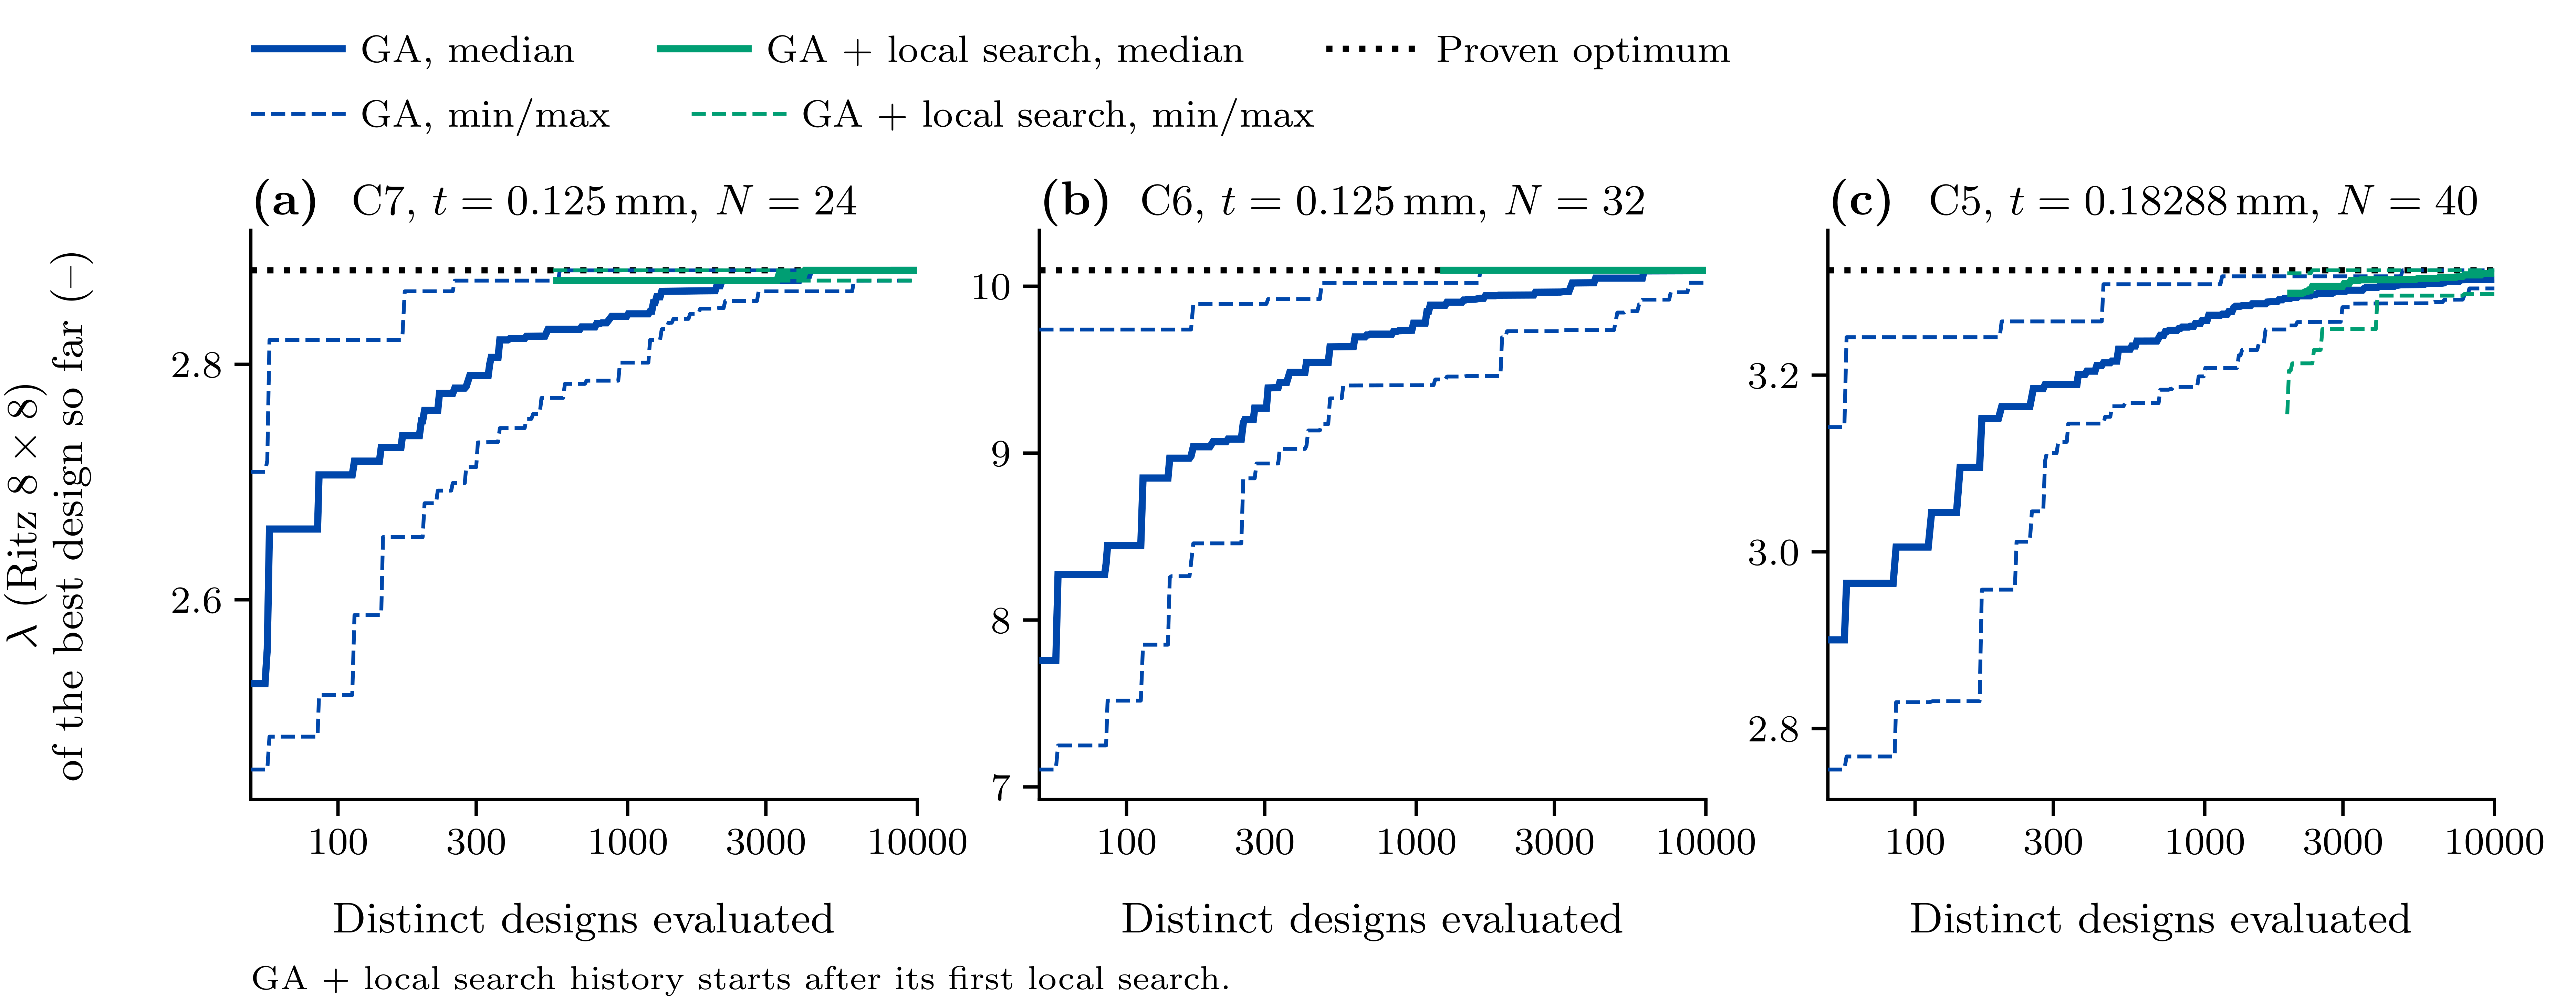 GA, median
GA + local search, median
Proven optimum
GA, min/max
GA + local search, min/max
(a) C7, t = 0.125 mm, N = 24
(b) C6, t = 0.125 mm, N = 32
(c) C5, t = 0.18288 mm, N = 40
λ (Ritz 8 × 8)
of the best design so far (−)
2.8
2.6
100 300 1000 3000 10000
Distinct designs evaluated
10
9
8
7
100 300 1000 3000 10000
Distinct designs evaluated
3.2
3.0
2.8
100 300 1000 3000 10000
Distinct designs evaluated
GA + local search history starts after its first local search.